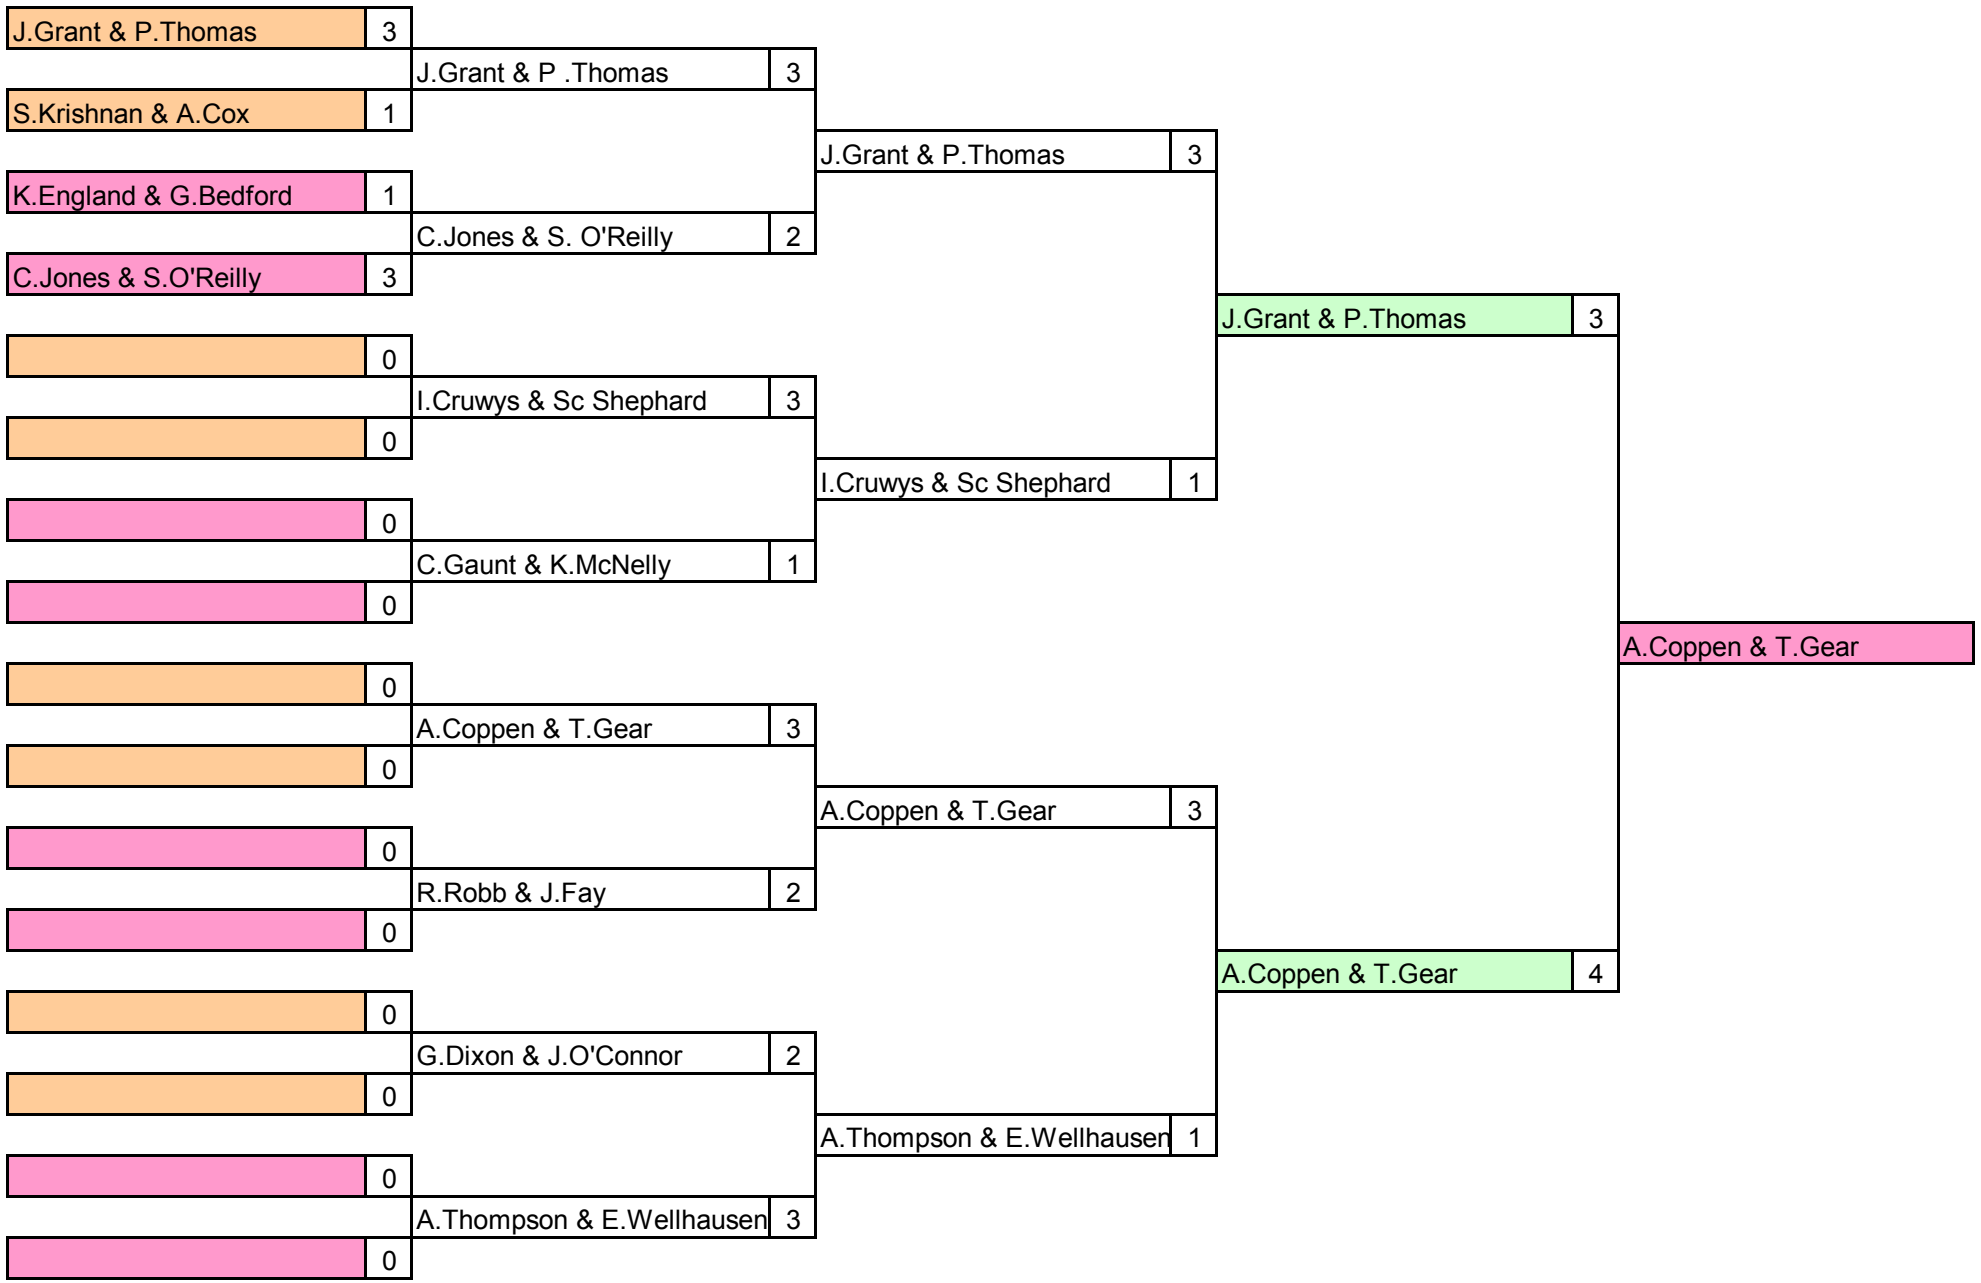 J.Grant & P.Thomas 3
J.Grant & P .Thomas 3
S.Krishnan & A.Cox 1
J.Grant & P.Thomas 3
K.England & G.Bedford 1
C.Jones & S. O'Reilly 2
C.Jones & S.O'Reilly 3
J.Grant & P.Thomas 3
0
I.Cruwys & Sc Shephard 3
0
I.Cruwys & Sc Shephard 1
0
C.Gaunt & K.McNelly 1
0
A.Coppen & T.Gear
0
A.Coppen & T.Gear 3
0
A.Coppen & T.Gear 3
0
R.Robb & J.Fay 2
0
A.Coppen & T.Gear 4
0
G.Dixon & J.O'Connor 2
0
A.Thompson & E.Wellhausen 1
0
A.Thompson & E.Wellhausen 3
0